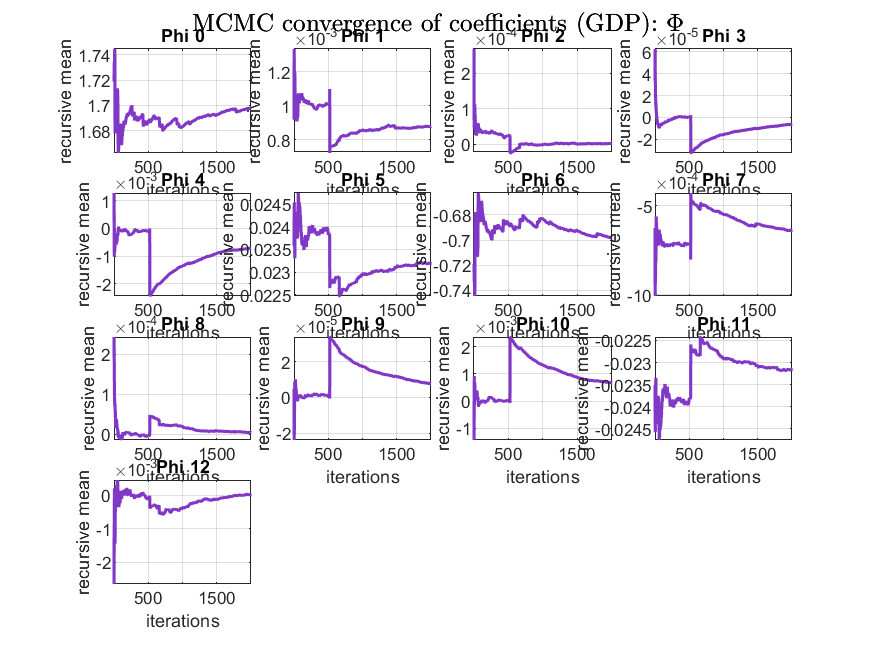 MCMC convergence of coefficients (GDP): Φ
Phi 0
recursive mean
1.74
1.72
1.7
1.68
500
1500
iterations
×10-3
Phi 1
recursive mean
1.2
1
0.8
500
1500
iterations
×10-4
Phi 2
recursive mean
2
1
0
500
1500
iterations
×10-5
Phi 3
recursive mean
6
4
2
0
-2
500
1500
iterations
×10-3
Phi 4
recursive mean
1
0
-1
-2
500
1500
iterations
Phi 5
recursive mean
0.0245
0.024
0.0235
0.023
0.0225
500
1500
iterations
Phi 6
recursive mean
-0.68
-0.7
-0.72
-0.74
500
1500
iterations
×10-4
Phi 7
recursive mean
-5
-10
500
1500
iterations
×10-4
Phi 8
recursive mean
2
1
0
500
1500
iterations
×10-5
Phi 9
recursive mean
2
0
-2
500
1500
iterations
×10-3
Phi 10
recursive mean
2
1
0
-1
500
1500
iterations
Phi 11
recursive mean
-0.0225
-0.023
-0.0235
-0.024
-0.0245
500
1500
iterations
×10-3
Phi 12
recursive mean
0
-1
-2
500
1500
iterations